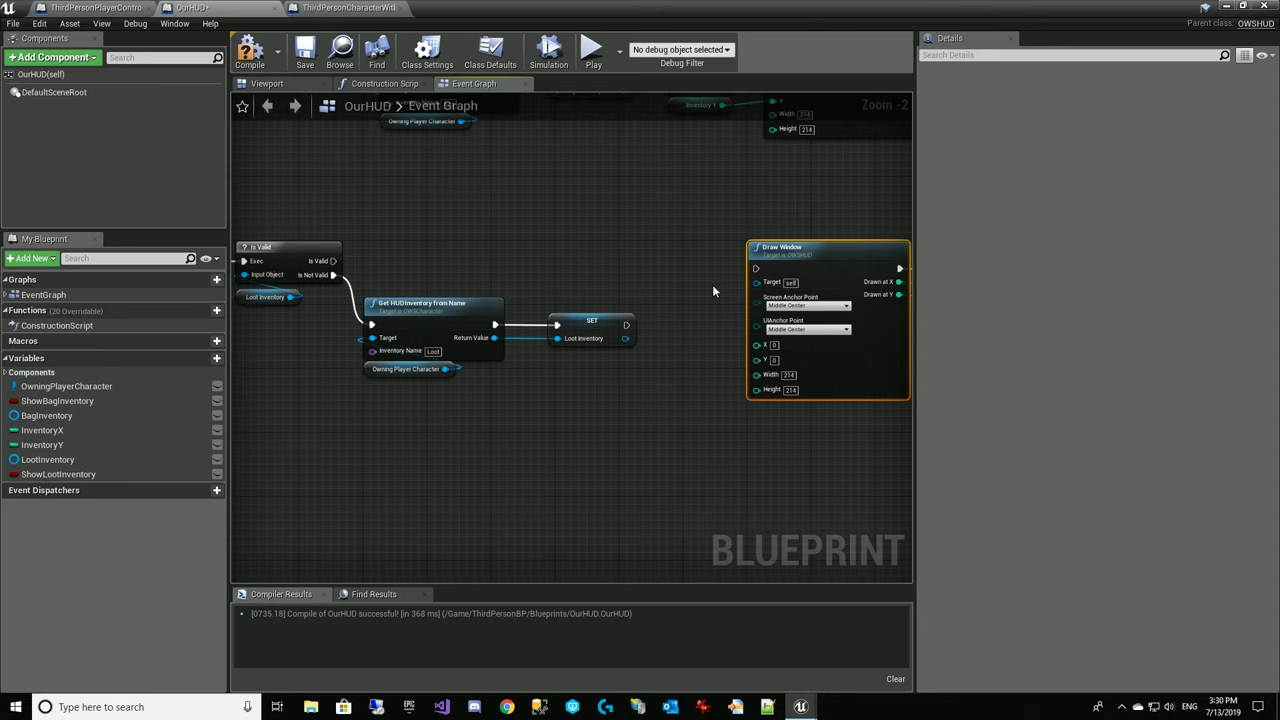 ThirdPersonPlayerContro
OurHUD*
ThirdPersonCharacterWitl
File Edit Asset View Debug Window Help
Parent class: OWSHUD
Components
+Add Component
Search
Compile
Save
Browse
Find
Class Settings
Class Defaults
Simulation
Play
No debug object selected
Debug Filter
Details
Search Details
OurHUD(self)
DefaultSceneRoot
Viewport
Construction Scrip
Event Graph
OurHUD > Event Graph
Zoom -2
Owning Player Character
Inventory Y
Y
Width 214
Height 214
My Blueprint
+Add New
Search
Graphs
EventGraph
Functions (20 Overridable)
ConstructionScript
Macros
Variables
Components
OwningPlayerCharacter
ShowBagInventory
BagInventory
InventoryX
InventoryY
LootInventory
ShowLootInventory
Event Dispatchers
? Is Valid
Exec
Is Valid
Input Object
Is Not Valid
Loot Inventory
Get HUDInventory from Name
Target is OWSCharacter
Target
Return Value
Inventory Name Loot
Owning Player Character
SET
Loot Inventory
Draw Window
Target is OWSHUD
Target self
Drawn at X
Drawn at Y
Screen Anchor Point
Middle Center
UIAnchor Point
Middle Center
X 0
Y 0
Width 214
Height 214
BLUEPRINT
Compiler Results
Find Results
[0735.18] Compile of OurHUD successful! [in 368 ms] (/Game/ThirdPersonBP/Blueprints/OurHUD.OurHUD)
Clear
Type here to search
3:30 PM
7/13/2019